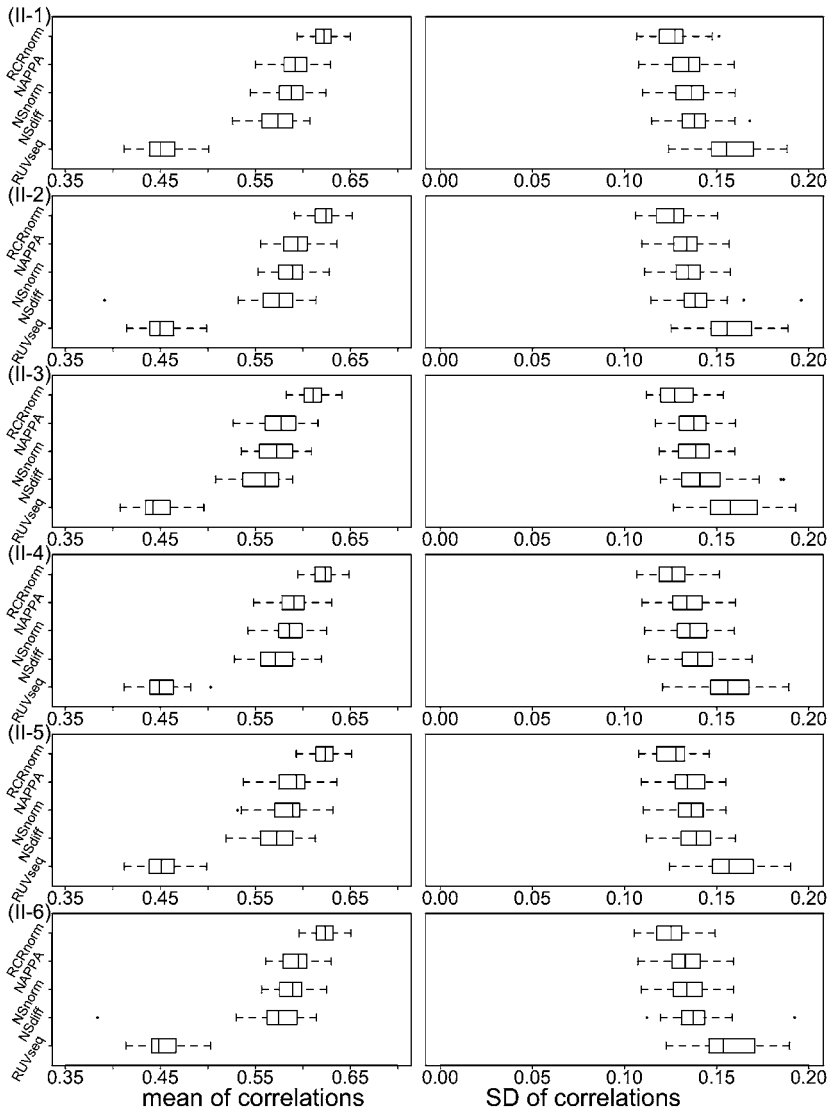 (II-1)
RCRnorm
NAPPA
NSnorm
NSdiff
RUVseq
0.35 0.45 0.55 0.65
0.00 0.05 0.10 0.15 0.20
(II-2)
RCRnorm
NAPPA
NSnorm
NSdiff
RUVseq
0.35 0.45 0.55 0.65
0.00 0.05 0.10 0.15 0.20
(II-3)
RCRnorm
NAPPA
NSnorm
NSdiff
RUVseq
0.35 0.45 0.55 0.65
0.00 0.05 0.10 0.15 0.20
(II-4)
RCRnorm
NAPPA
NSnorm
NSdiff
RUVseq
0.35 0.45 0.55 0.65
0.00 0.05 0.10 0.15 0.20
(II-5)
RCRnorm
NAPPA
NSnorm
NSdiff
RUVseq
0.35 0.45 0.55 0.65
0.00 0.05 0.10 0.15 0.20
(II-6)
RCRnorm
NAPPA
NSnorm
NSdiff
RUVseq
0.35 0.45 0.55 0.65
0.00 0.05 0.10 0.15 0.20
mean of correlations
SD of correlations